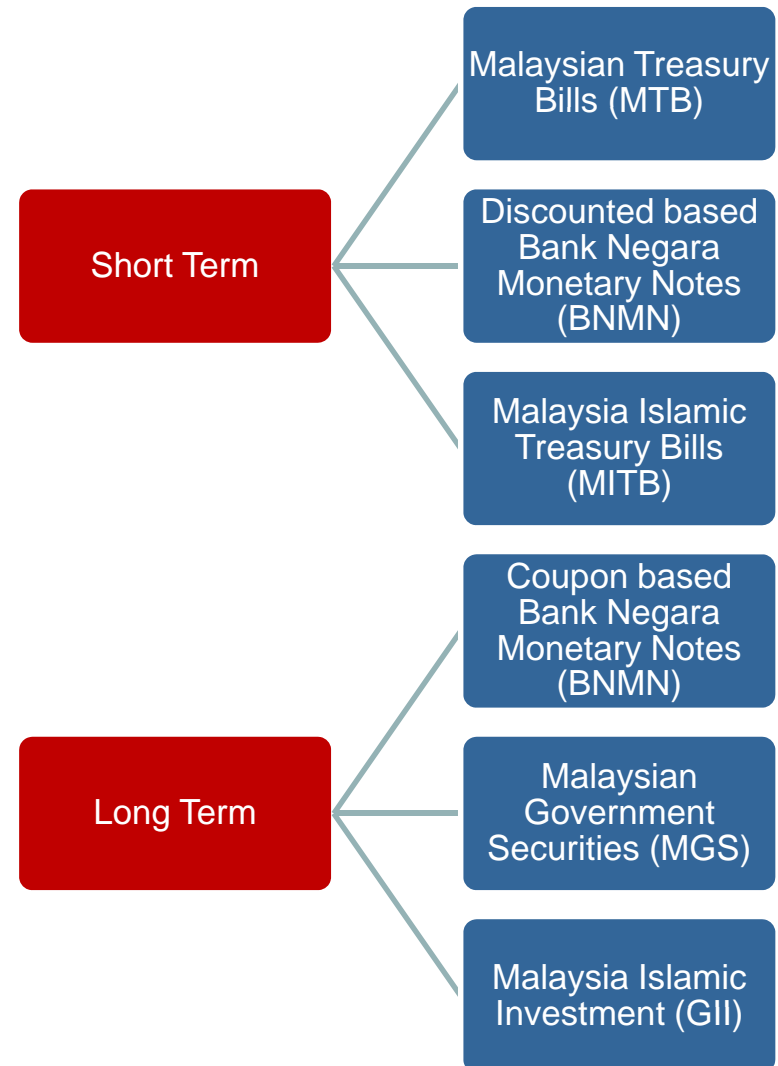 Malaysian Treasury
Bills (MTB)
Short Term
Discounted based
Bank Negara
Monetary Notes
(BNMN)
Malaysia Islamic
Treasury Bills
(MITB)
Coupon based
Bank Negara
Monetary Notes
(BNMN)
Long Term
Malaysian
Government
Securities (MGS)
Malaysia Islamic
Investment (GII)